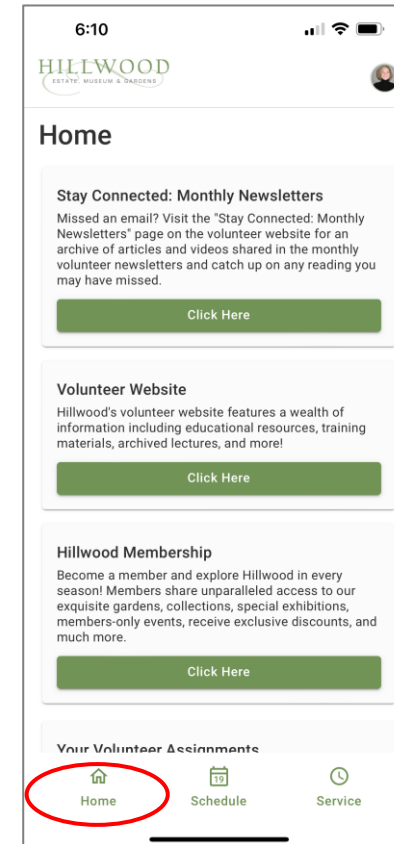 6:10
HILLWOOD
ESTATE, MUSEUM & GARDENS
Home
Stay Connected: Monthly Newsletters
Missed an email? Visit the "Stay Connected: Monthly
Newsletters" page on the volunteer website for an
archive of articles and videos shared in the monthly
volunteer newsletters and catch up on any reading you
may have missed.
Click Here
Volunteer Website
Hillwood's volunteer website features a wealth of
information including educational resources, training
materials, archived lectures, and more!
Click Here
Hillwood Membership
Become a member and explore Hillwood in every
season! Members share unparalleled access to our
exquisite gardens, collections, special exhibitions,
members-only events, receive exclusive discounts, and
much more.
Click Here
Your Volunteer Assignments
19
Home Schedule Service